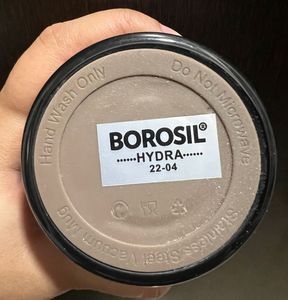 Hand Wash Only
Do Not Microwave
BOROSIL®
······HYDRA······
22-04
Stainless Steel Vacuum Mug